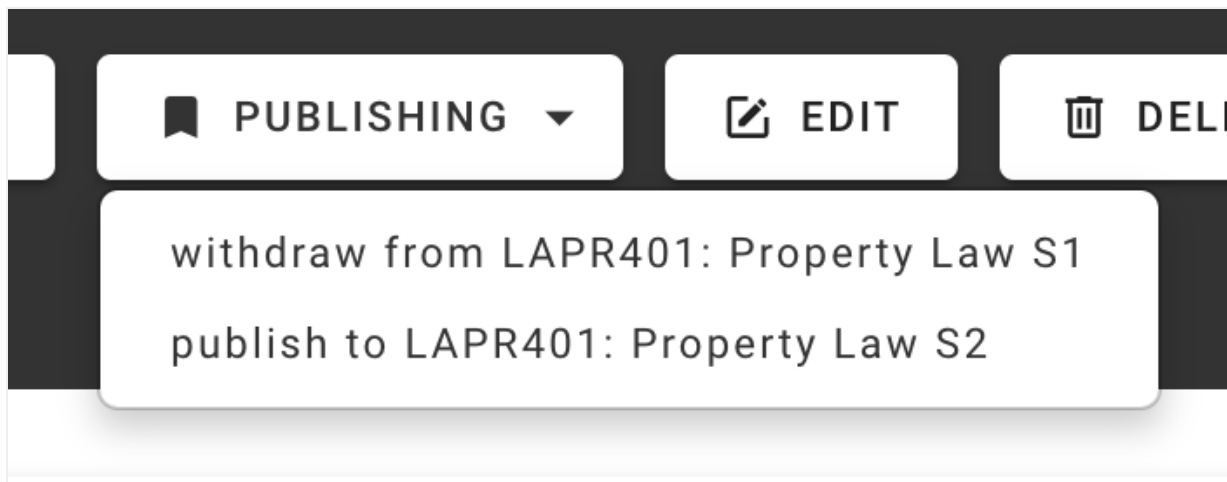 PUBLISHING EDIT
withdraw from LAPR401: Property Law S1
publish to LAPR401: Property Law S2